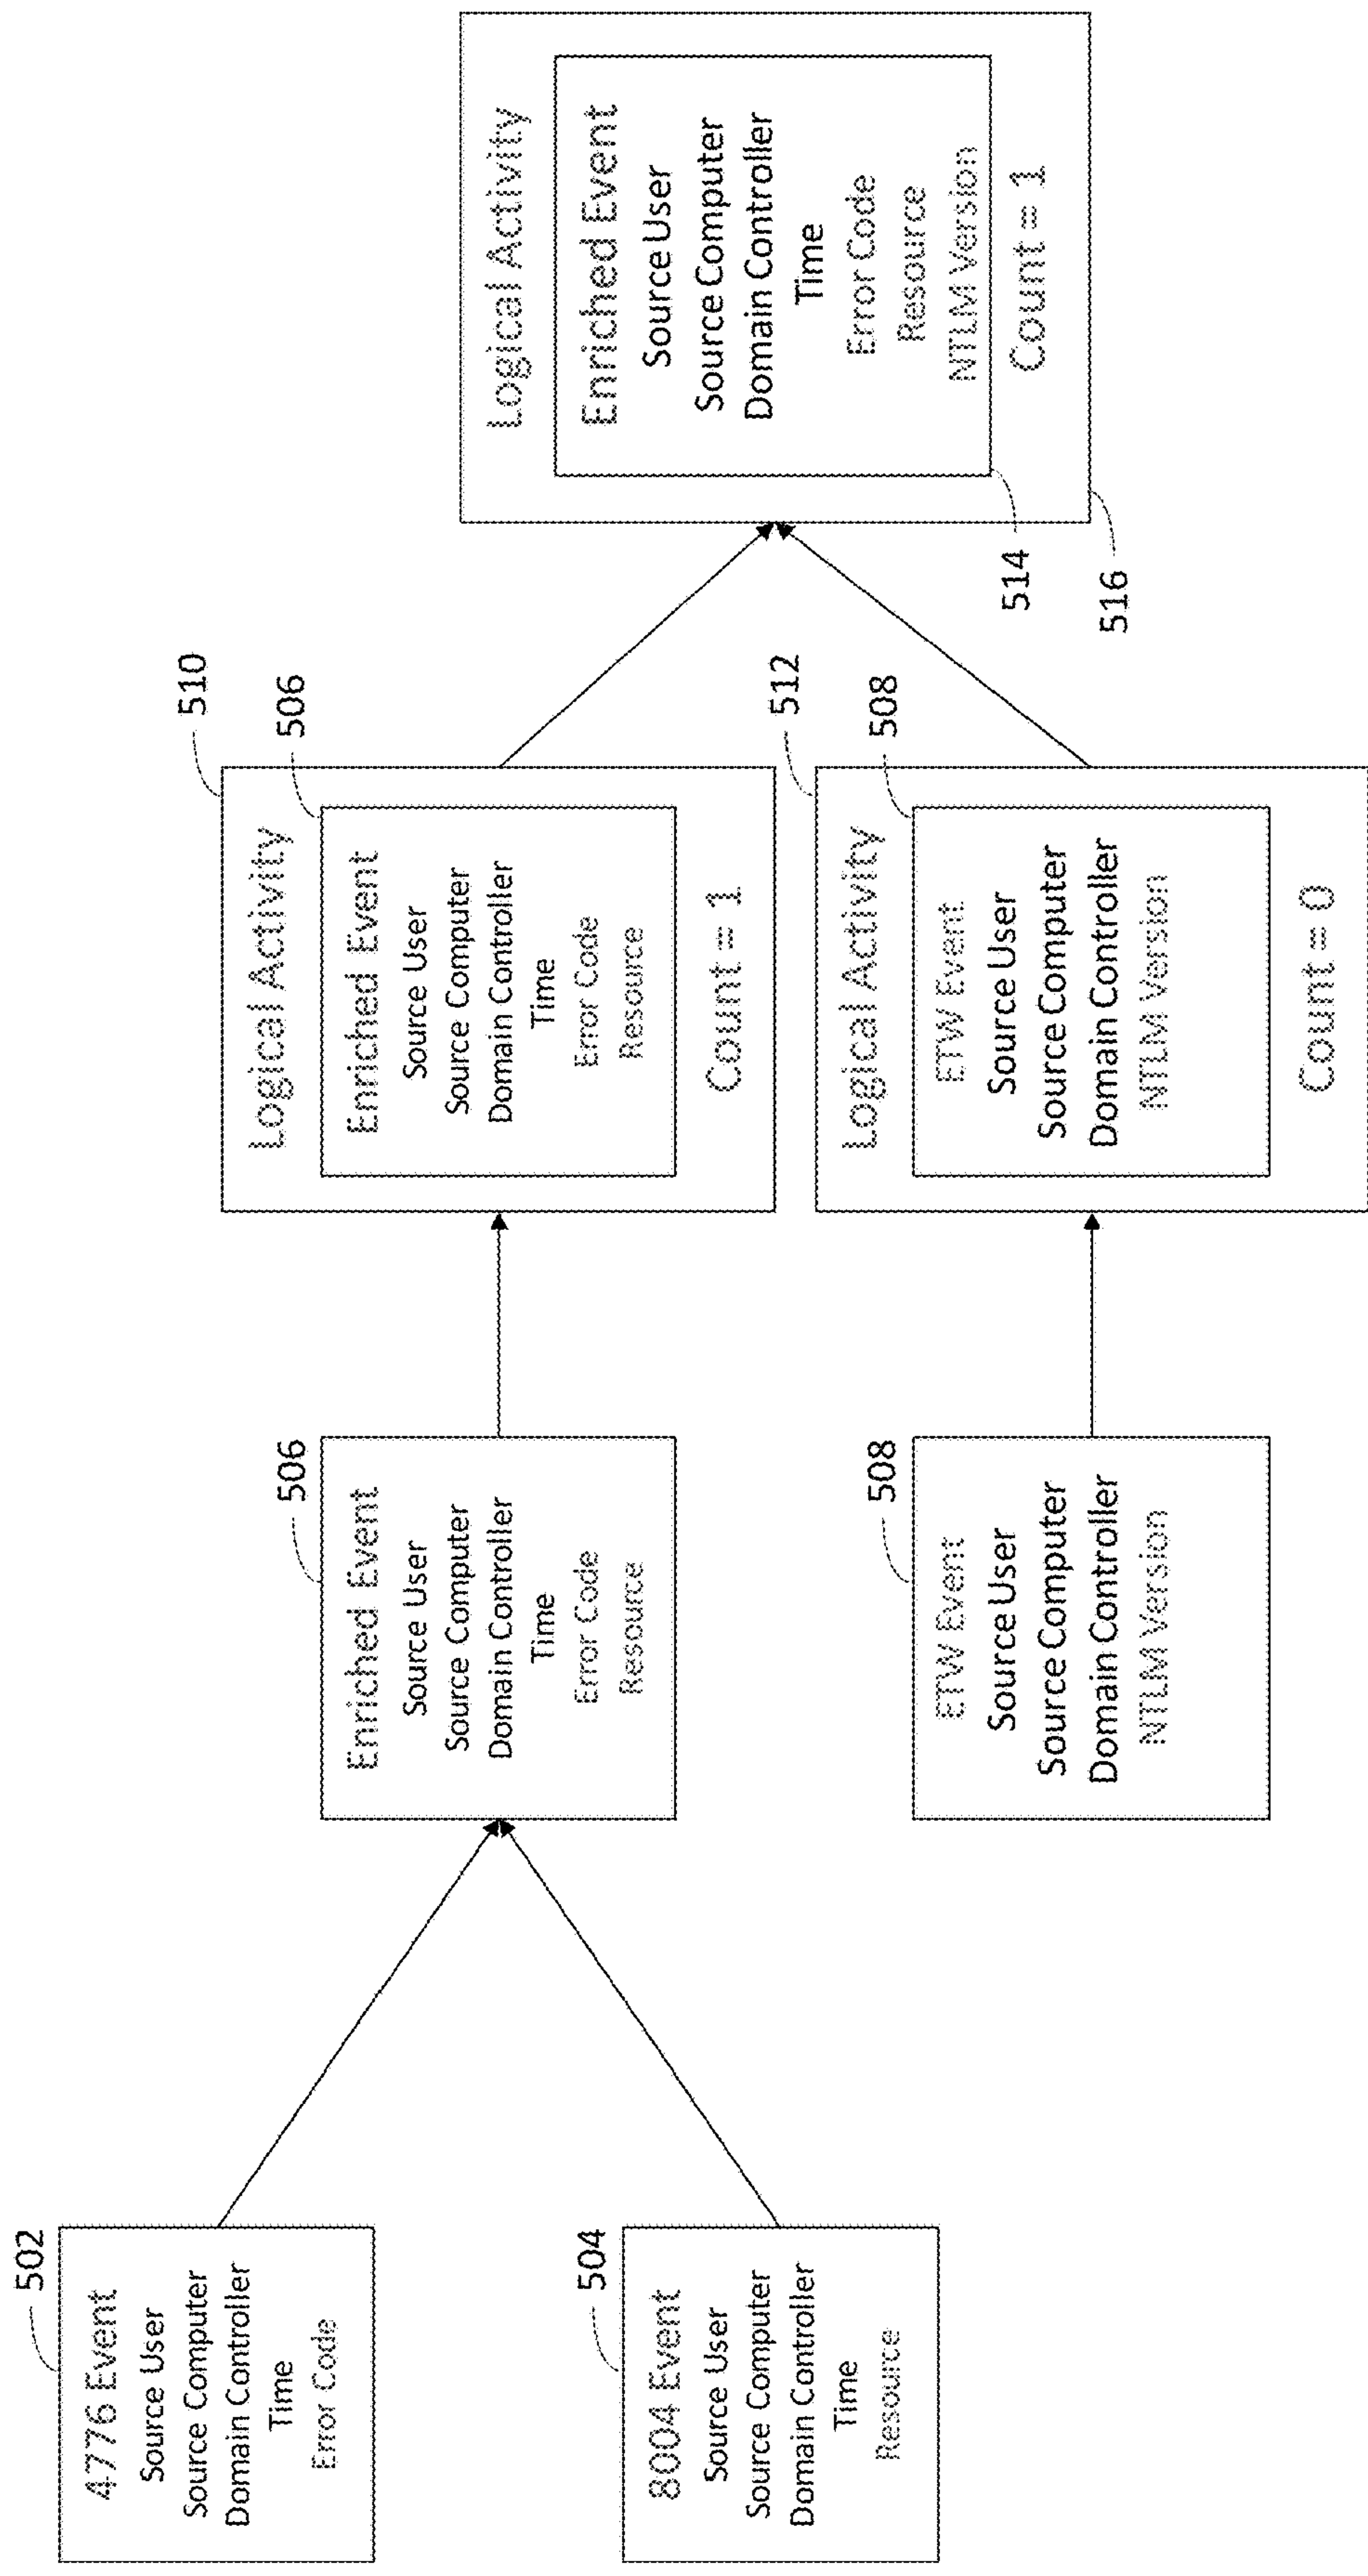 502
4776 Event
Source User
Source Computer
Domain Controller
Time
Error Code
504
8004 Event
Source User
Source Computer
Domain Controller
Time
Resource
506
Enriched Event
Source User
Source Computer
Domain Controller
Time
Error Code
Resource
508
ETW Event
Source User
Source Computer
Domain Controller
NTLM Version
510
Logical Activity
506
Enriched Event
Source User
Source Computer
Domain Controller
Time
Error Code
Resource
Count = 1
512
Logical Activity
508
ETW Event
Source User
Source Computer
Domain Controller
NTLM Version
Count = 0
Logical Activity
Enriched Event
Source User
Source Computer
Domain Controller
Time
Error Code
Resource
NTLM Version
Count = 1
514
516